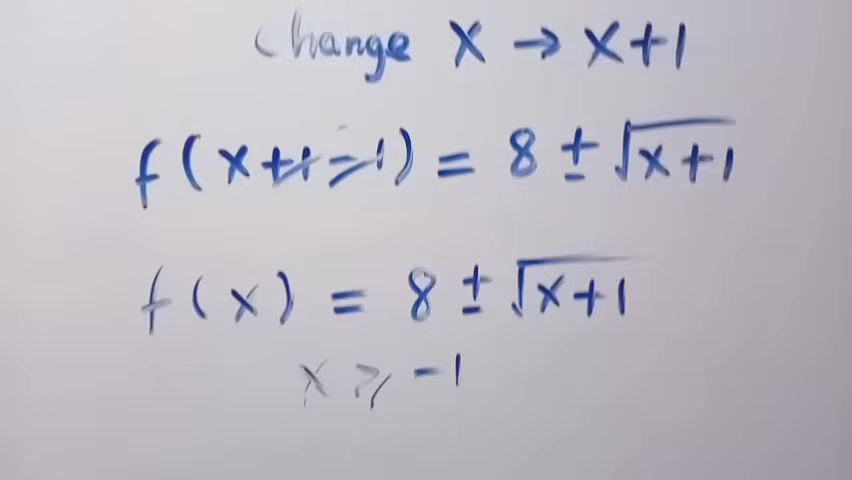 change x → x+1
f(x+1-1) = 8 ± √x+1
f(x) = 8 ± √x+1
x ≥ -1